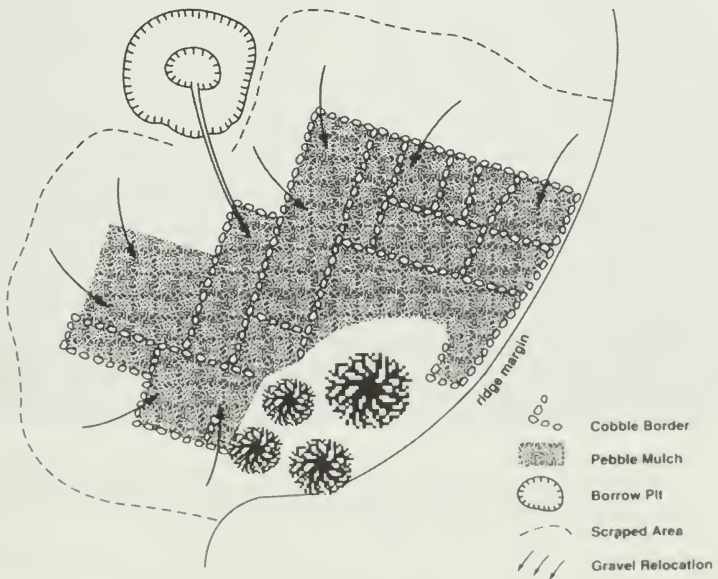 ridge margin
Cobble Border
Pebble Mulch
Borrow Pit
Scraped Area
Gravel Relocation